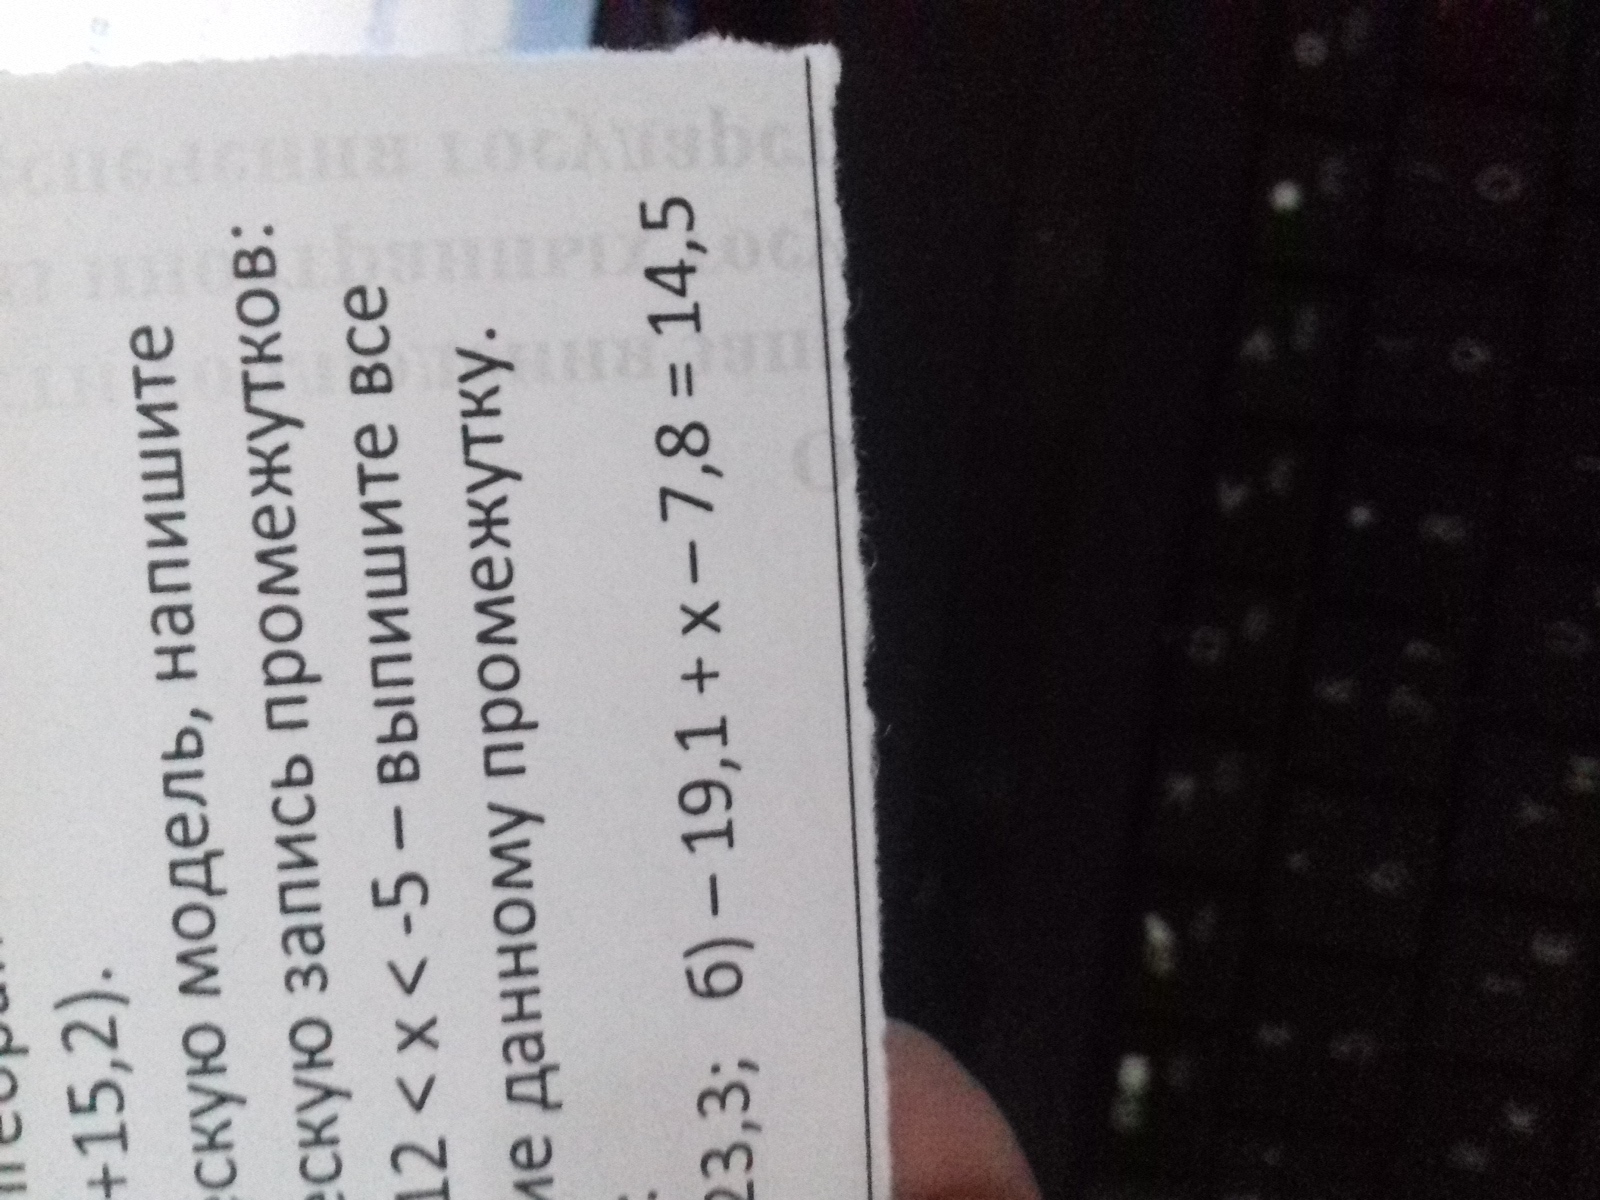 +15,2).
ескую модель, напишите
ескую запись промежутков:
12 < x < -5 – выпишите все
ие данному промежутку.
23,3;   б) – 19,1 + x – 7,8 = 14,5